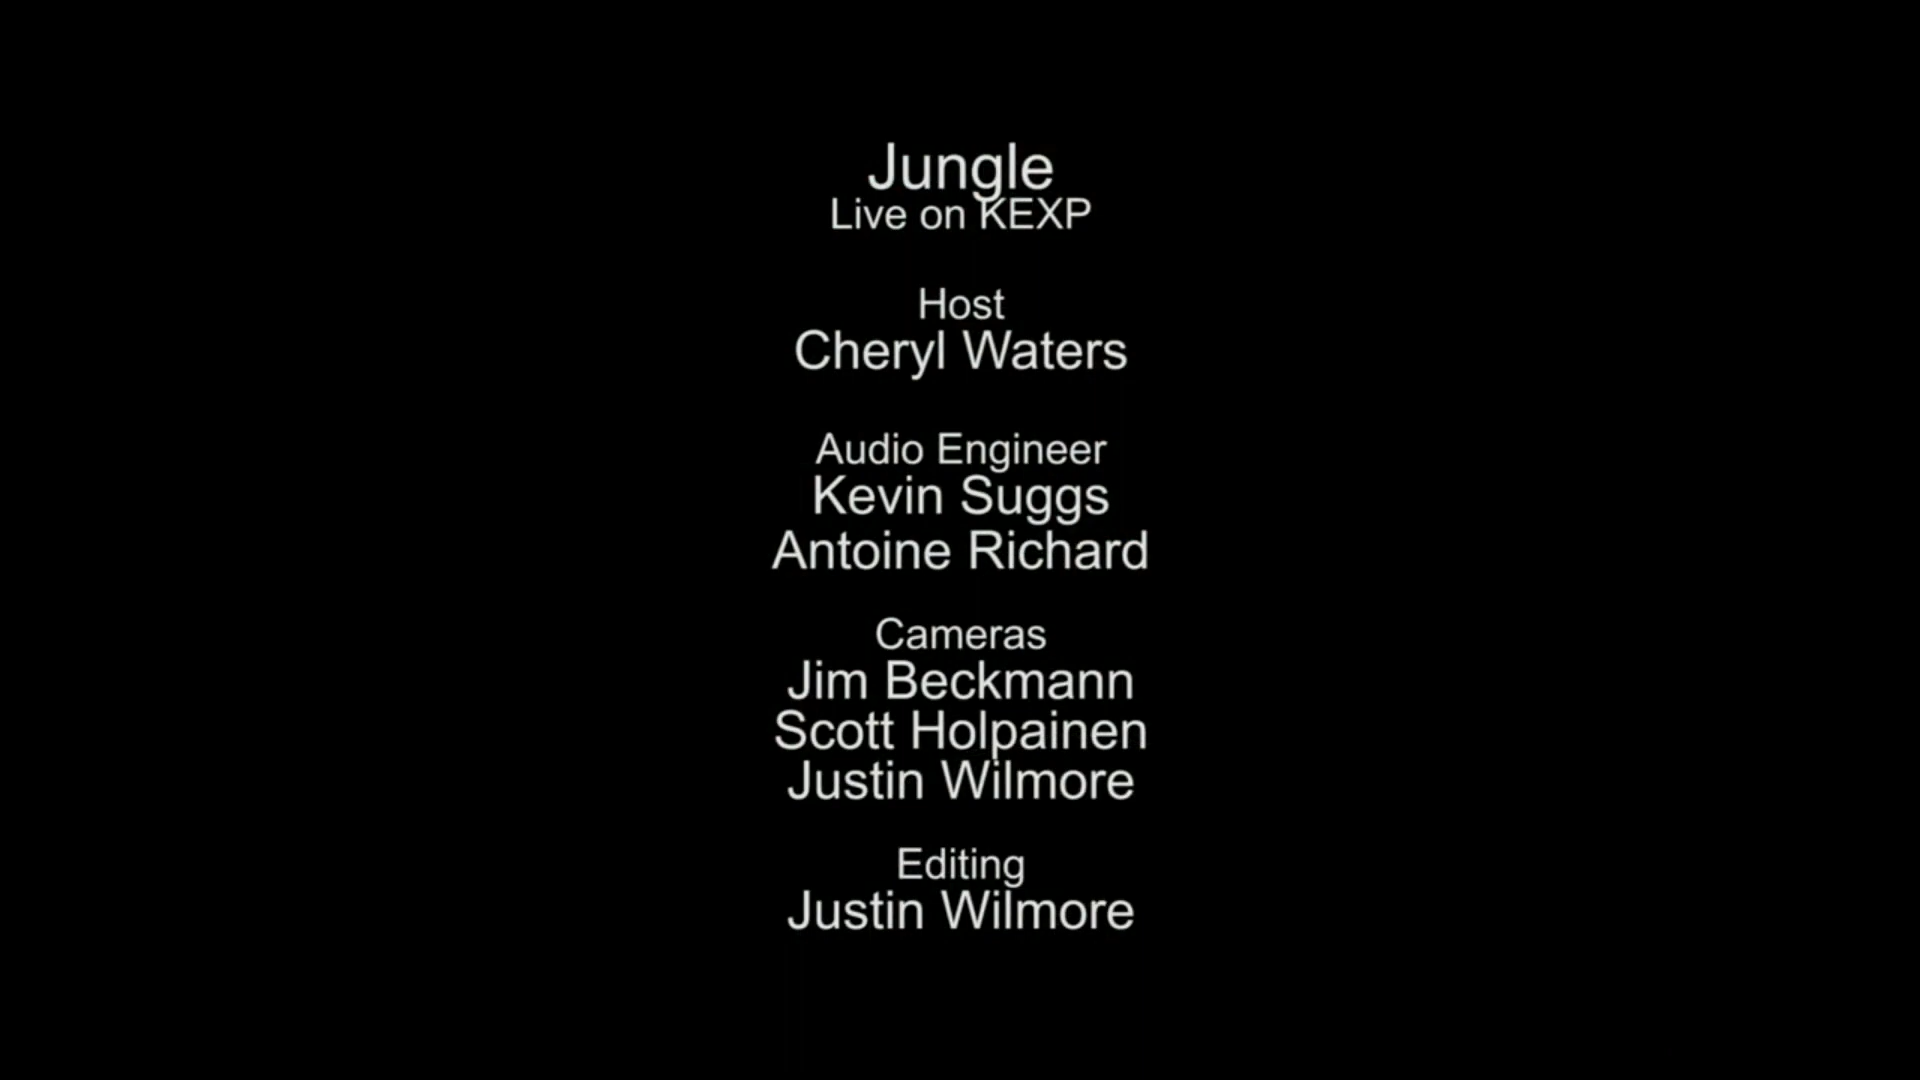 Jungle
Live on KEXP
Host
Cheryl Waters
Audio Engineer
Kevin Suggs
Antoine Richard
Cameras
Jim Beckmann
Scott Holpainen
Justin Wilmore
Editing
Justin Wilmore